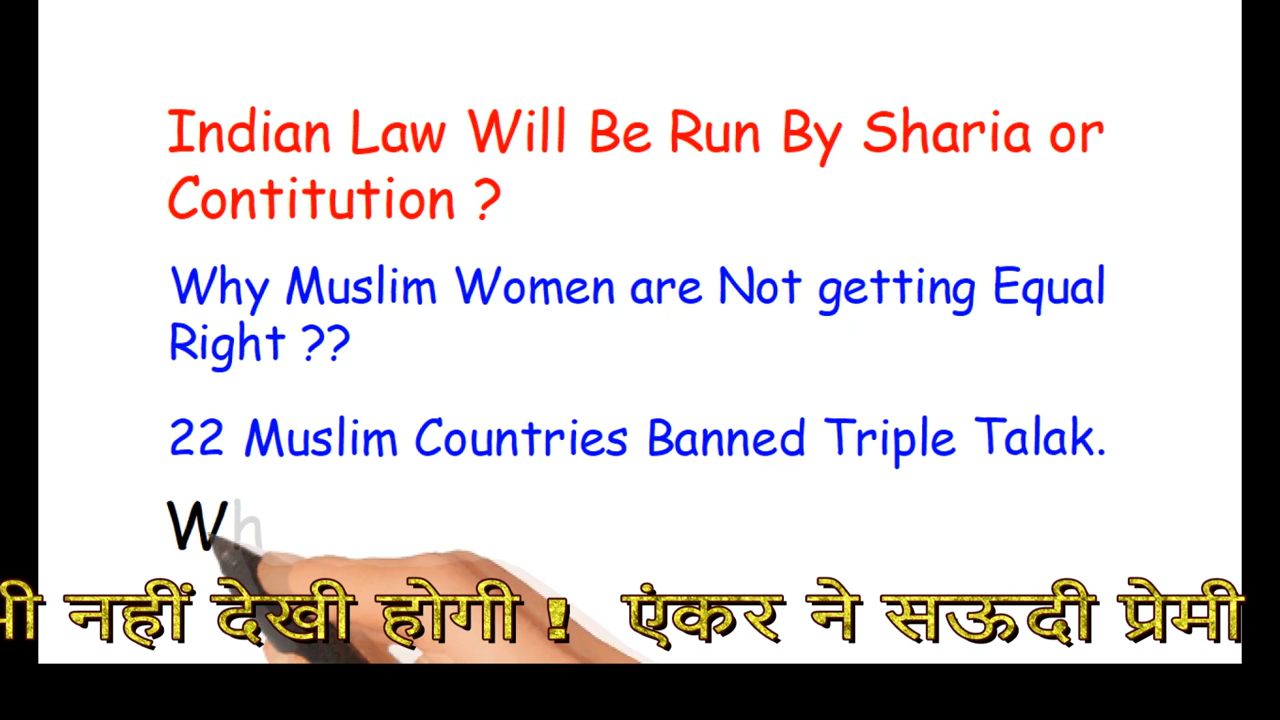 Indian Law Will Be Run By Sharia or
Contitution ?
Why Muslim Women are Not getting Equal
Right ??
22 Muslim Countries Banned Triple Talak.
Wh
नहीं देखी होगी ! एंकर ने सऊदी प्रेमी